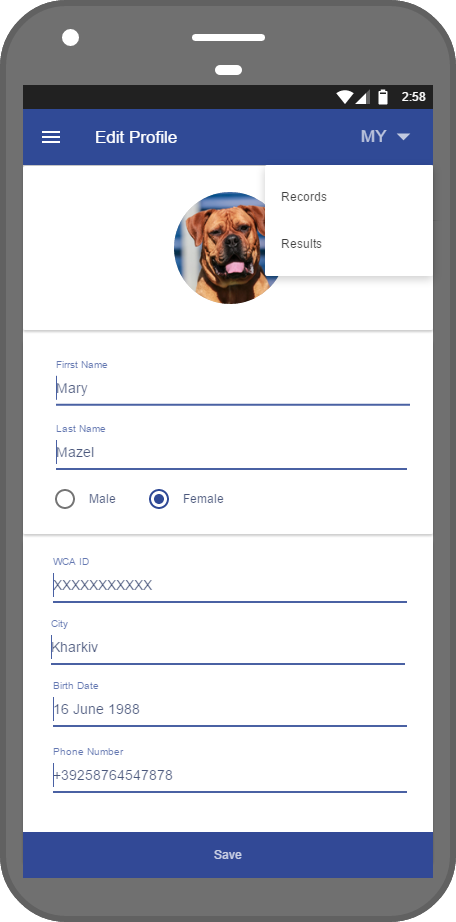 2:58
Edit Profile
MY
Records
Results
Firrst Name
Mary
Last Name
Mazel
Male
Female
WCA ID
XXXXXXXXXXX
City
Kharkiv
Birth Date
16 June 1988
Phone Number
+39258764547878
Save